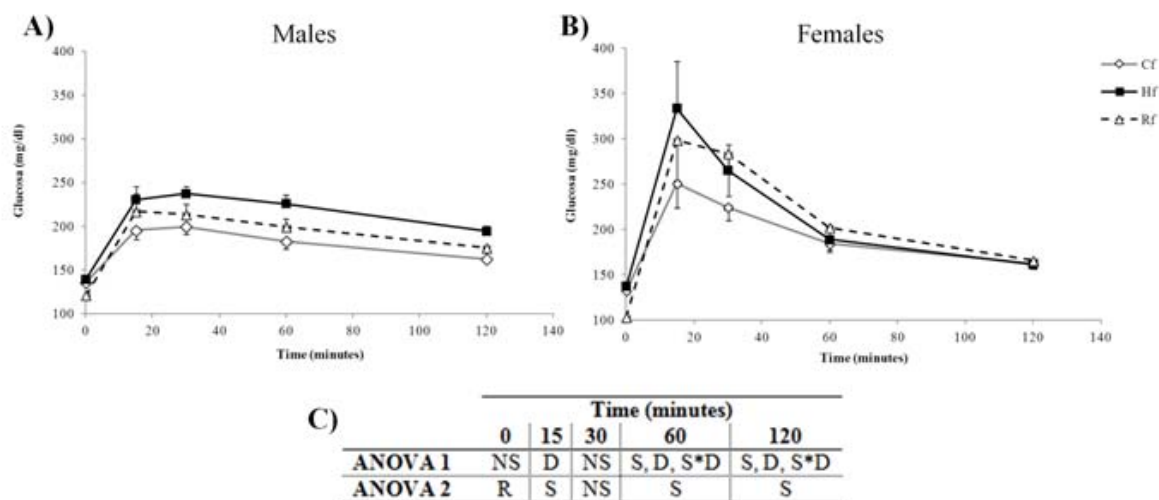 A)
Males
400
350
300
250
200
150
100
Glucosa (mg/dl)
0 20 40 60 80 100 120 140
Time (minutes)
B)
Females
400
350
300
250
200
150
100
Glucosa (mg/dl)
0 20 40 60 80 100 120 140
Time (minutes)
Cf
Hf
Rf
C)
Time (minutes)
0 15 30 60 120
ANOVA 1 NS D NS S, D, S*D S, D, S*D
ANOVA 2 R S NS S S